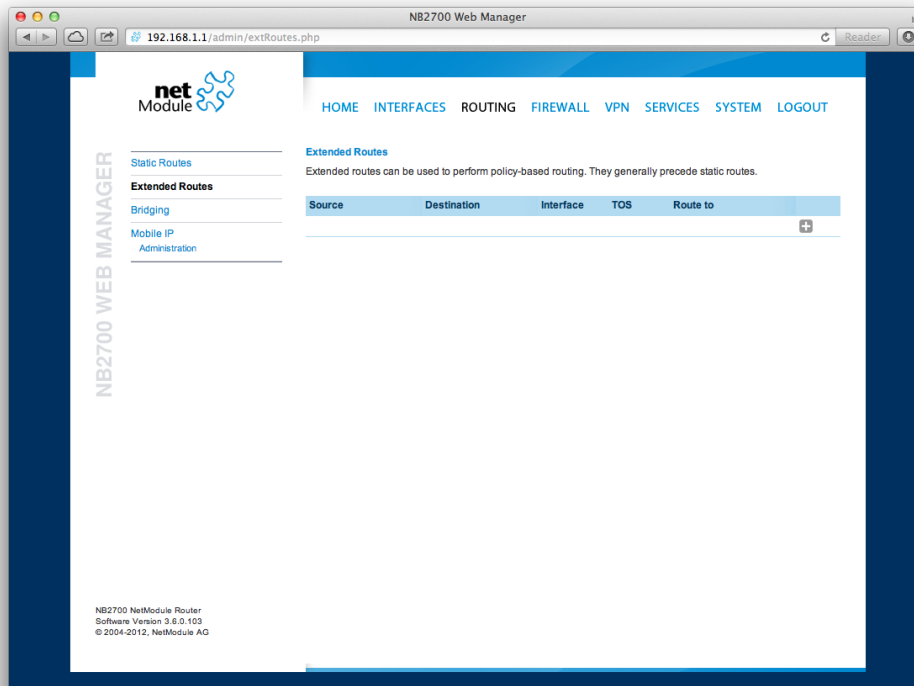 NB2700 Web Manager
192.168.1.1/admin/extRoutes.php
Reader
net
Module
HOME INTERFACES ROUTING FIREWALL VPN SERVICES SYSTEM LOGOUT
NB2700 WEB MANAGER
Static Routes
Extended Routes
Bridging
Mobile IP
Administration
Extended Routes
Extended routes can be used to perform policy-based routing. They generally precede static routes.
Source Destination Interface TOS Route to
NB2700 NetModule Router
Software Version 3.6.0.103
© 2004-2012, NetModule AG